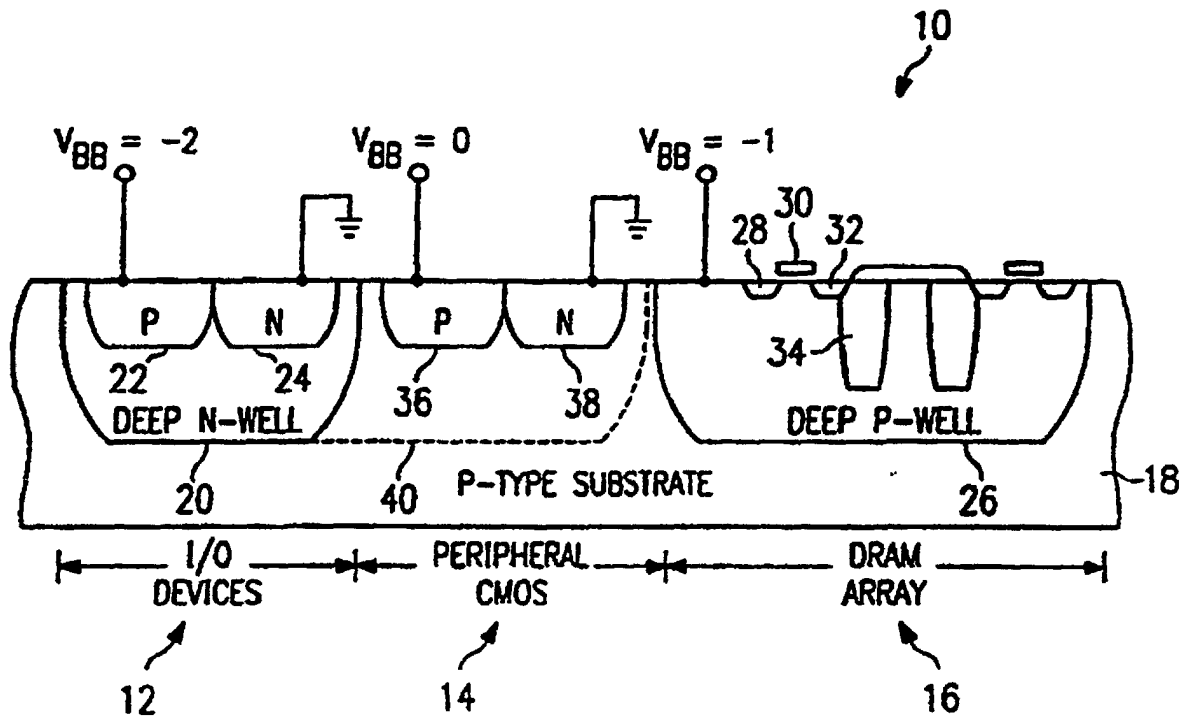 10
V_BB = -2
V_BB = 0
V_BB = -1
30
28
32
P
N
P
N
34
22
24
36
38
DEEP N-WELL
DEEP P-WELL
20
40
P-TYPE SUBSTRATE
26
18
I/O
DEVICES
PERIPHERAL
CMOS
DRAM
ARRAY
12
14
16